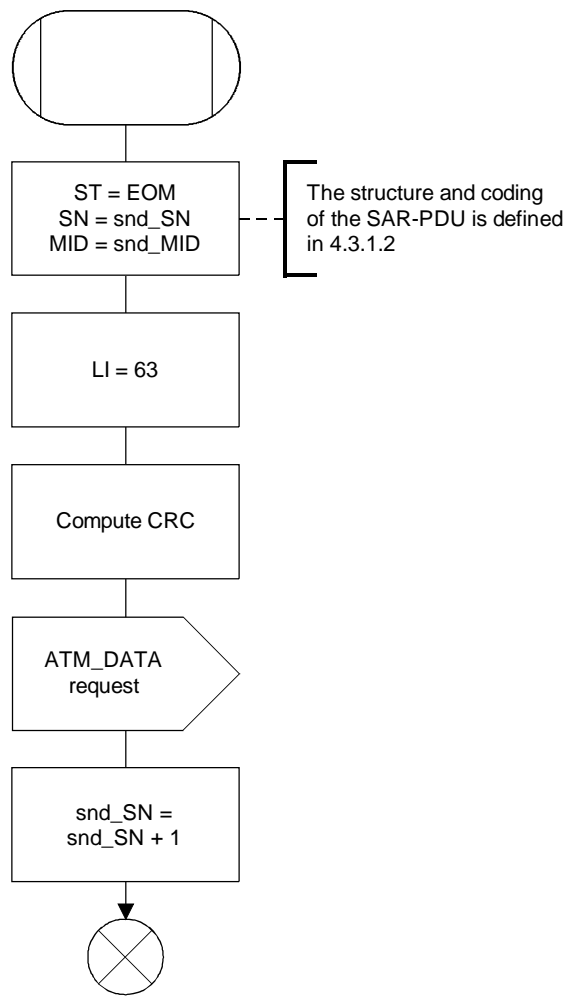 ST = EOM
SN = snd_SN
MID = snd_MID
The structure and coding
of the SAR-PDU is defined
in 4.3.1.2
LI = 63
Compute CRC
ATM_DATA
request
snd_SN =
snd_SN + 1